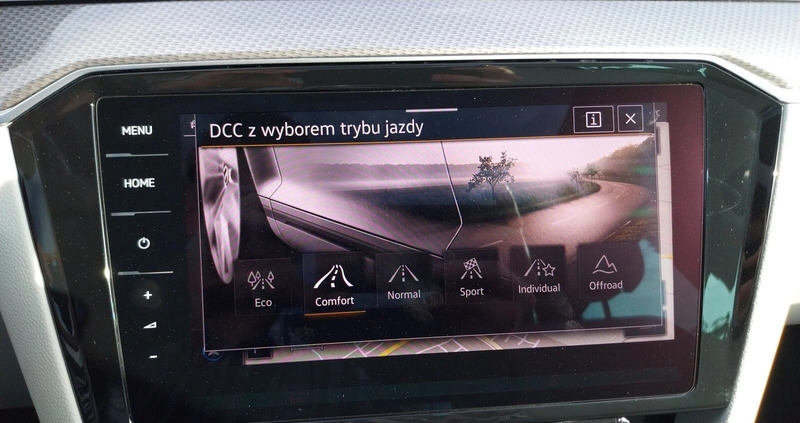 DCC z wyborem trybu jazdy
MENU
HOME
Eco
Comfort
Normal
Sport
Individual
Offroad